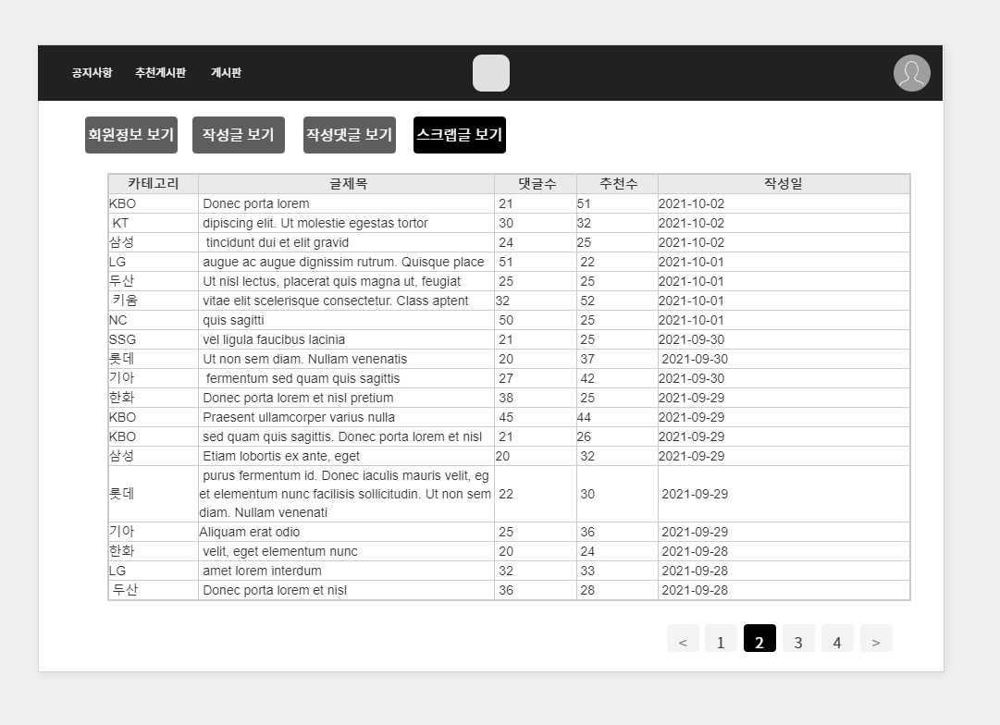 공지사항 추천게시판 게시판
회원정보 보기 작성글 보기 작성댓글 보기 스크랩글 보기
카테고리 글제목 댓글수 추천수 작성일
KBO Donec porta lorem 21 51 2021-10-02
KT dipiscing elit. Ut molestie egestas tortor 30 32 2021-10-02
삼성 tincidunt dui et elit gravid 24 25 2021-10-02
LG augue ac augue dignissim rutrum. Quisque place 51 22 2021-10-01
두산 Ut nisl lectus, placerat quis magna ut, feugiat 25 25 2021-10-01
키움 vitae elit scelerisque consectetur. Class aptent 32 52 2021-10-01
NC quis sagitti 50 25 2021-10-01
SSG vel ligula faucibus lacinia 21 25 2021-09-30
롯데 Ut non sem diam. Nullam venenatis 20 37 2021-09-30
기아 fermentum sed quam quis sagittis 27 42 2021-09-30
한화 Donec porta lorem et nisl pretium 38 25 2021-09-29
KBO Praesent ullamcorper varius nulla 45 44 2021-09-29
KBO sed quam quis sagittis. Donec porta lorem et nisl 21 26 2021-09-29
삼성 Etiam lobortis ex ante, eget 20 32 2021-09-29
purus fermentum id. Donec iaculis mauris velit, eg
롯데 et elementum nunc facilisis sollicitudin. Ut non sem 22 30 2021-09-29
diam. Nullam venenati
기아 Aliquam erat odio 25 36 2021-09-29
한화 velit, eget elementum nunc 20 24 2021-09-28
LG amet lorem interdum 32 33 2021-09-28
두산 Donec porta lorem et nisl 36 28 2021-09-28
< 1 2 3 4 >